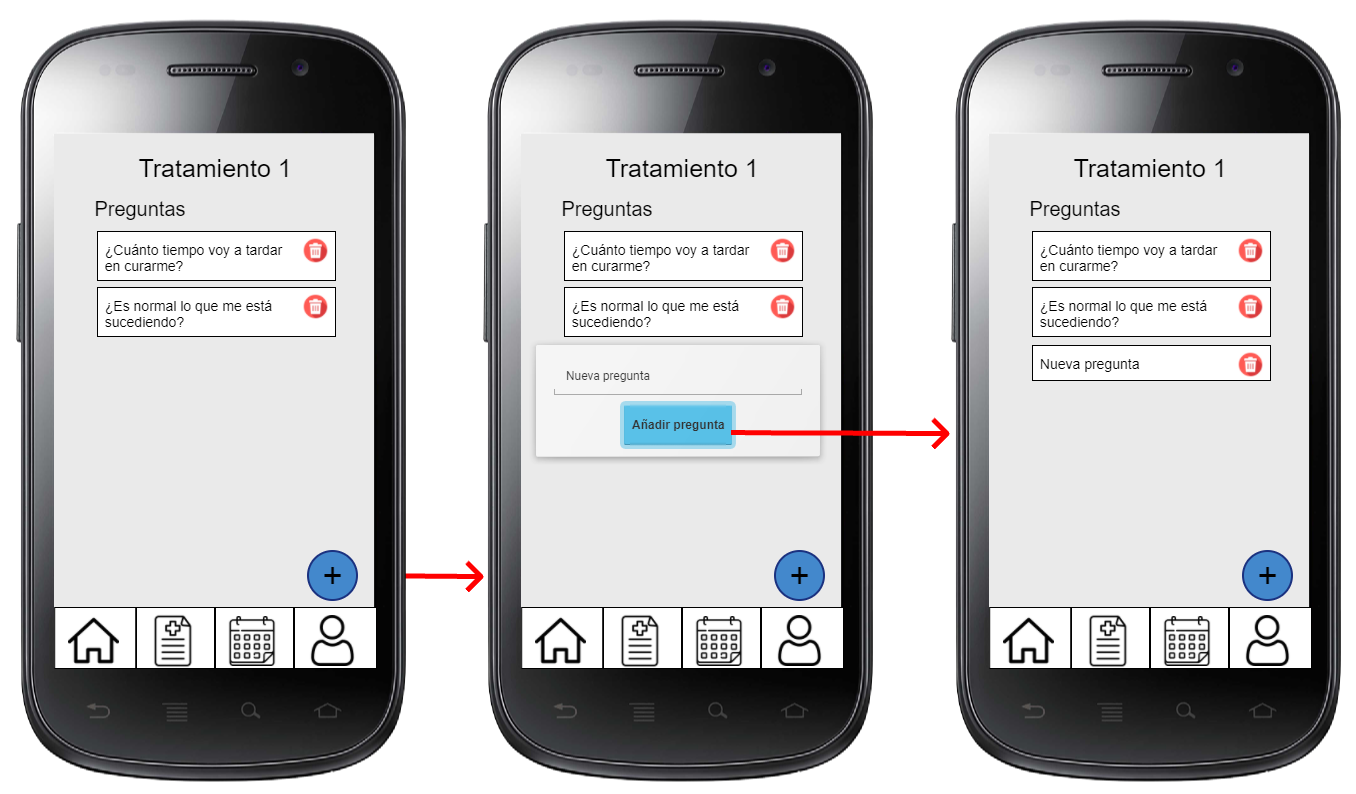 Tratamiento 1
Preguntas
¿Cuánto tiempo voy a tardar
en curarme?
¿Es normal lo que me está
sucediendo?
+
Tratamiento 1
Preguntas
¿Cuánto tiempo voy a tardar
en curarme?
¿Es normal lo que me está
sucediendo?
Nueva pregunta
Añadir pregunta
+
Tratamiento 1
Preguntas
¿Cuánto tiempo voy a tardar
en curarme?
¿Es normal lo que me está
sucediendo?
Nueva pregunta
+